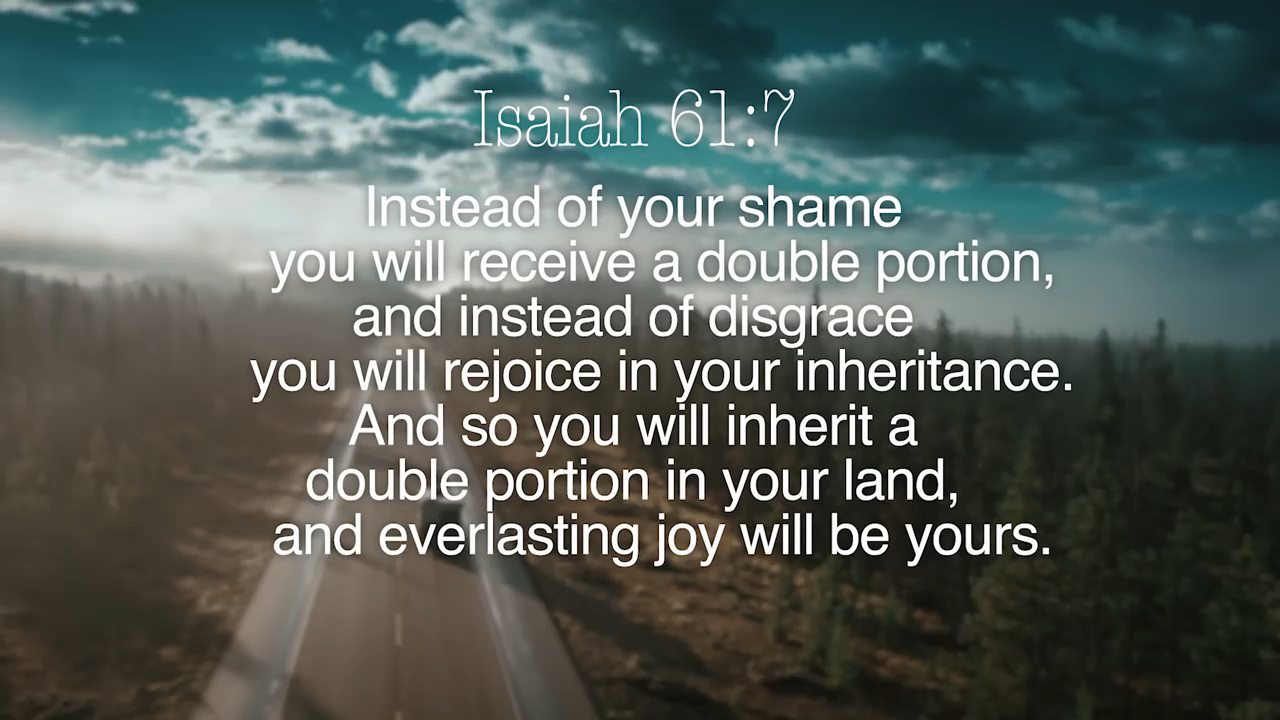 Isaiah 61:7
Instead of your shame
you will receive a double portion,
and instead of disgrace
you will rejoice in your inheritance.
And so you will inherit a
double portion in your land,
and everlasting joy will be yours.